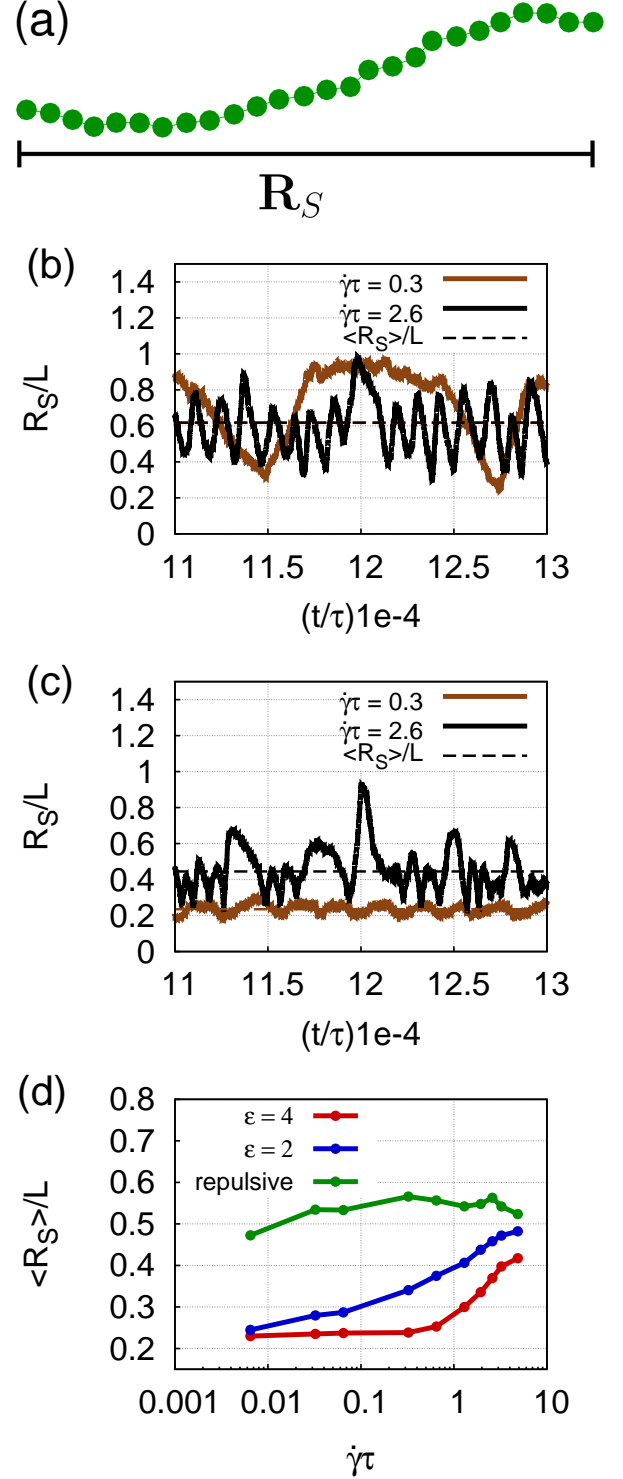 (a)
R_S
(b)
γ̇τ = 0.3
γ̇τ = 2.6
<R_S>/L
R_S/L
1.4
1.2
1
0.8
0.6
0.4
0.2
0
11 11.5 12 12.5 13
(t/τ)1e-4
(c)
γ̇τ = 0.3
γ̇τ = 2.6
<R_S>/L
R_S/L
1.4
1.2
1
0.8
0.6
0.4
0.2
0
11 11.5 12 12.5 13
(t/τ)1e-4
(d)
ε = 4
ε = 2
repulsive
<R_S>/L
0.8
0.7
0.6
0.5
0.4
0.3
0.2
0.001 0.01 0.1 1 10
γ̇τ